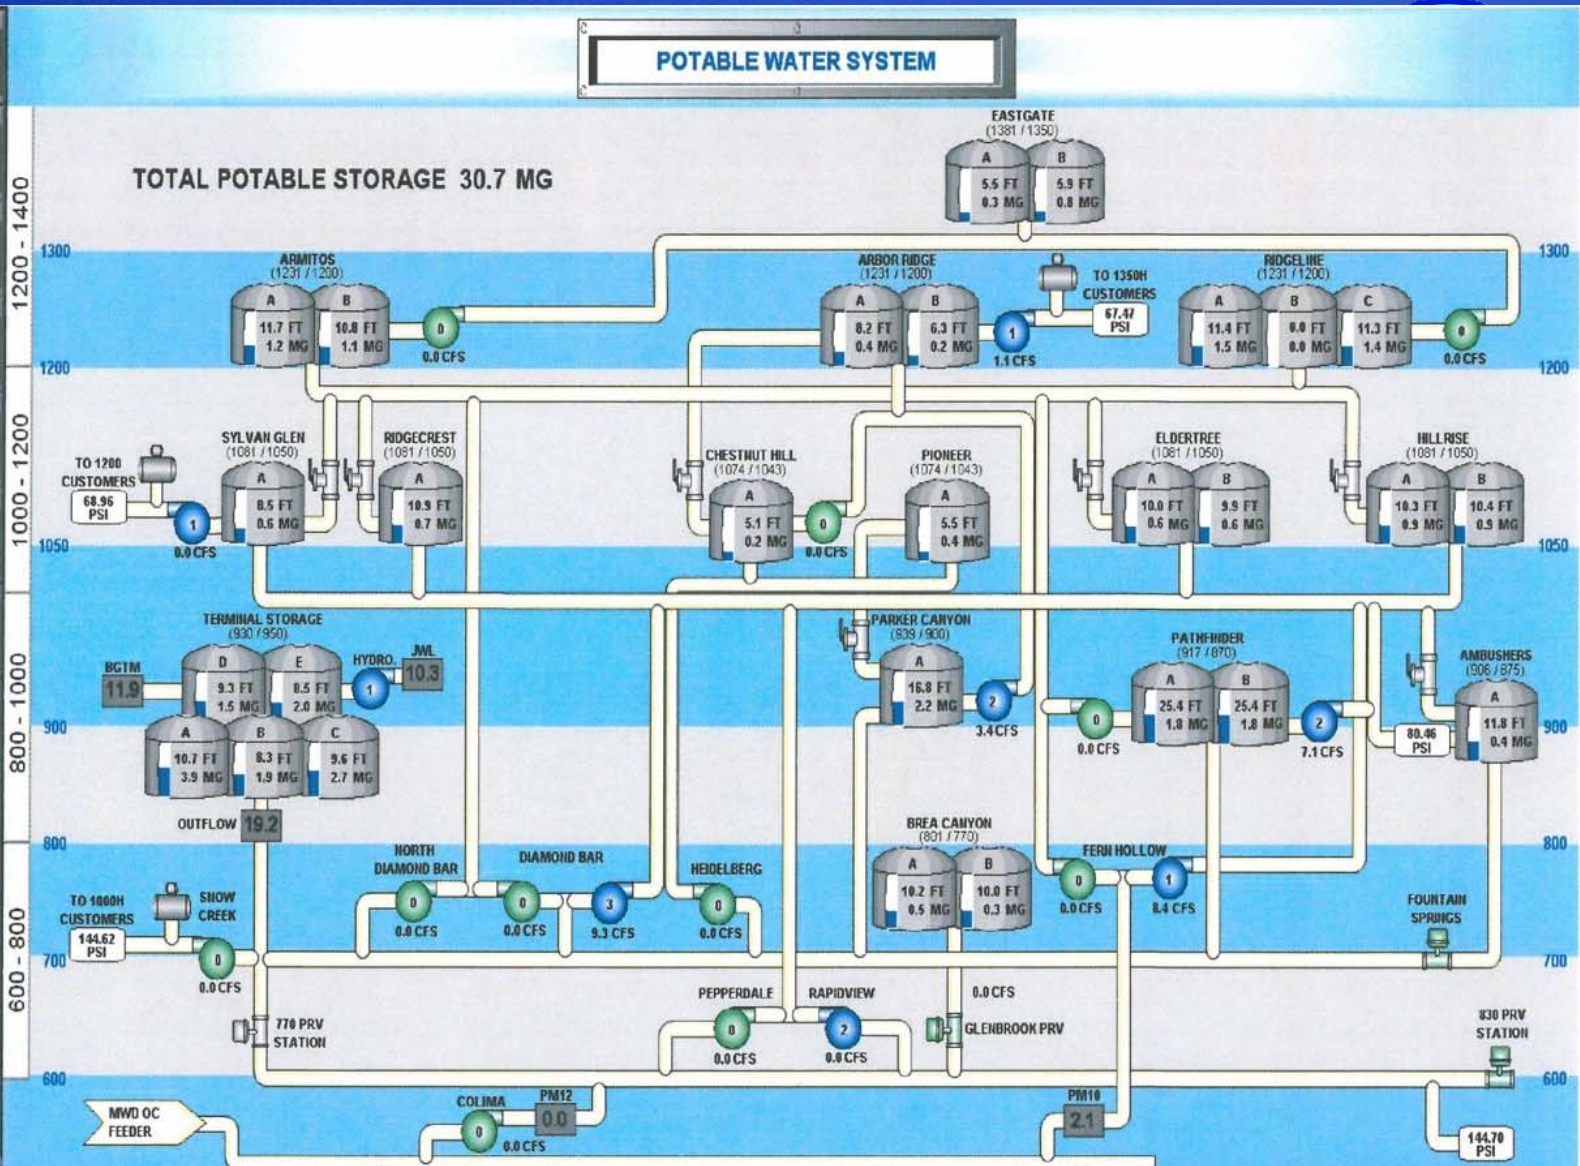 POTABLE WATER SYSTEM
TOTAL POTABLE STORAGE 30.7 MG
1200 - 1400
1000 - 1200
800 - 1000
600 - 800
1300
1200
1050
900
800
700
600
1300
1200
1050
900
800
700
600
EASTGATE
(1381 / 1350)
A
5.5 FT
0.3 MG
B
5.9 FT
0.8 MG
ARMITOS
(1231 / 1200)
A
11.7 FT
1.2 MG
B
10.8 FT
1.1 MG
0
0.0 CFS
ARBOR RIDGE
(1231 / 1200)
A
8.2 FT
0.4 MG
B
6.3 FT
0.2 MG
1
1.1 CFS
TO 1350H
CUSTOMERS
67.47
PSI
RIDGELINE
(1231 / 1200)
A
11.4 FT
1.5 MG
B
0.0 FT
0.0 MG
C
11.3 FT
1.4 MG
0
0.0 CFS
TO 1200
CUSTOMERS
68.96
PSI
1
0.0 CFS
SYLVAN GLEN
(1081 / 1050)
A
8.5 FT
0.6 MG
RIDGECREST
(1081 / 1050)
A
10.9 FT
0.7 MG
CHESTNUT HILL
(1074 / 1043)
A
5.1 FT
0.2 MG
0
0.0 CFS
PIONEER
(1074 / 1043)
A
5.5 FT
0.4 MG
ELDERTREE
(1081 / 1050)
A
10.0 FT
0.6 MG
B
9.9 FT
0.6 MG
HILLRISE
(1081 / 1050)
A
10.3 FT
0.9 MG
B
10.4 FT
0.9 MG
TERMINAL STORAGE
(930 / 950)
D
9.3 FT
1.5 MG
E
8.5 FT
2.0 MG
A
10.7 FT
3.9 MG
B
8.3 FT
1.9 MG
C
9.6 FT
2.7 MG
BGTM
11.9
HYDRO.
1
JWL
10.3
OUTFLOW 19.2
PARKER CANYON
(939 / 900)
A
16.8 FT
2.2 MG
2
3.4 CFS
PATHFINDER
(917 / 870)
0
0.0 CFS
A
25.4 FT
1.8 MG
B
25.4 FT
1.8 MG
2
7.1 CFS
AMBUSHERS
(906 / 875)
A
11.8 FT
0.4 MG
80.46
PSI
NORTH
DIAMOND BAR
0
0.0 CFS
DIAMOND BAR
0
0.0 CFS
3
9.3 CFS
HEIDELBERG
0
0.0 CFS
BREA CANYON
(801 / 770)
A
10.2 FT
0.5 MG
B
10.0 FT
0.3 MG
FERN HOLLOW
0
0.0 CFS
1
8.4 CFS
FOUNTAIN
SPRINGS
TO 1000H
CUSTOMERS
144.62
PSI
SNOW
CREEK
0
0.0 CFS
770 PRV
STATION
PEPPERDALE
0
0.0 CFS
RAPIDVIEW
2
0.0 CFS
0.0 CFS
GLENBROOK PRV
830 PRV
STATION
MWD OC
FEEDER
COLIMA
0
0.0 CFS
PM12
0.0
PM10
2.1
144.70
PSI